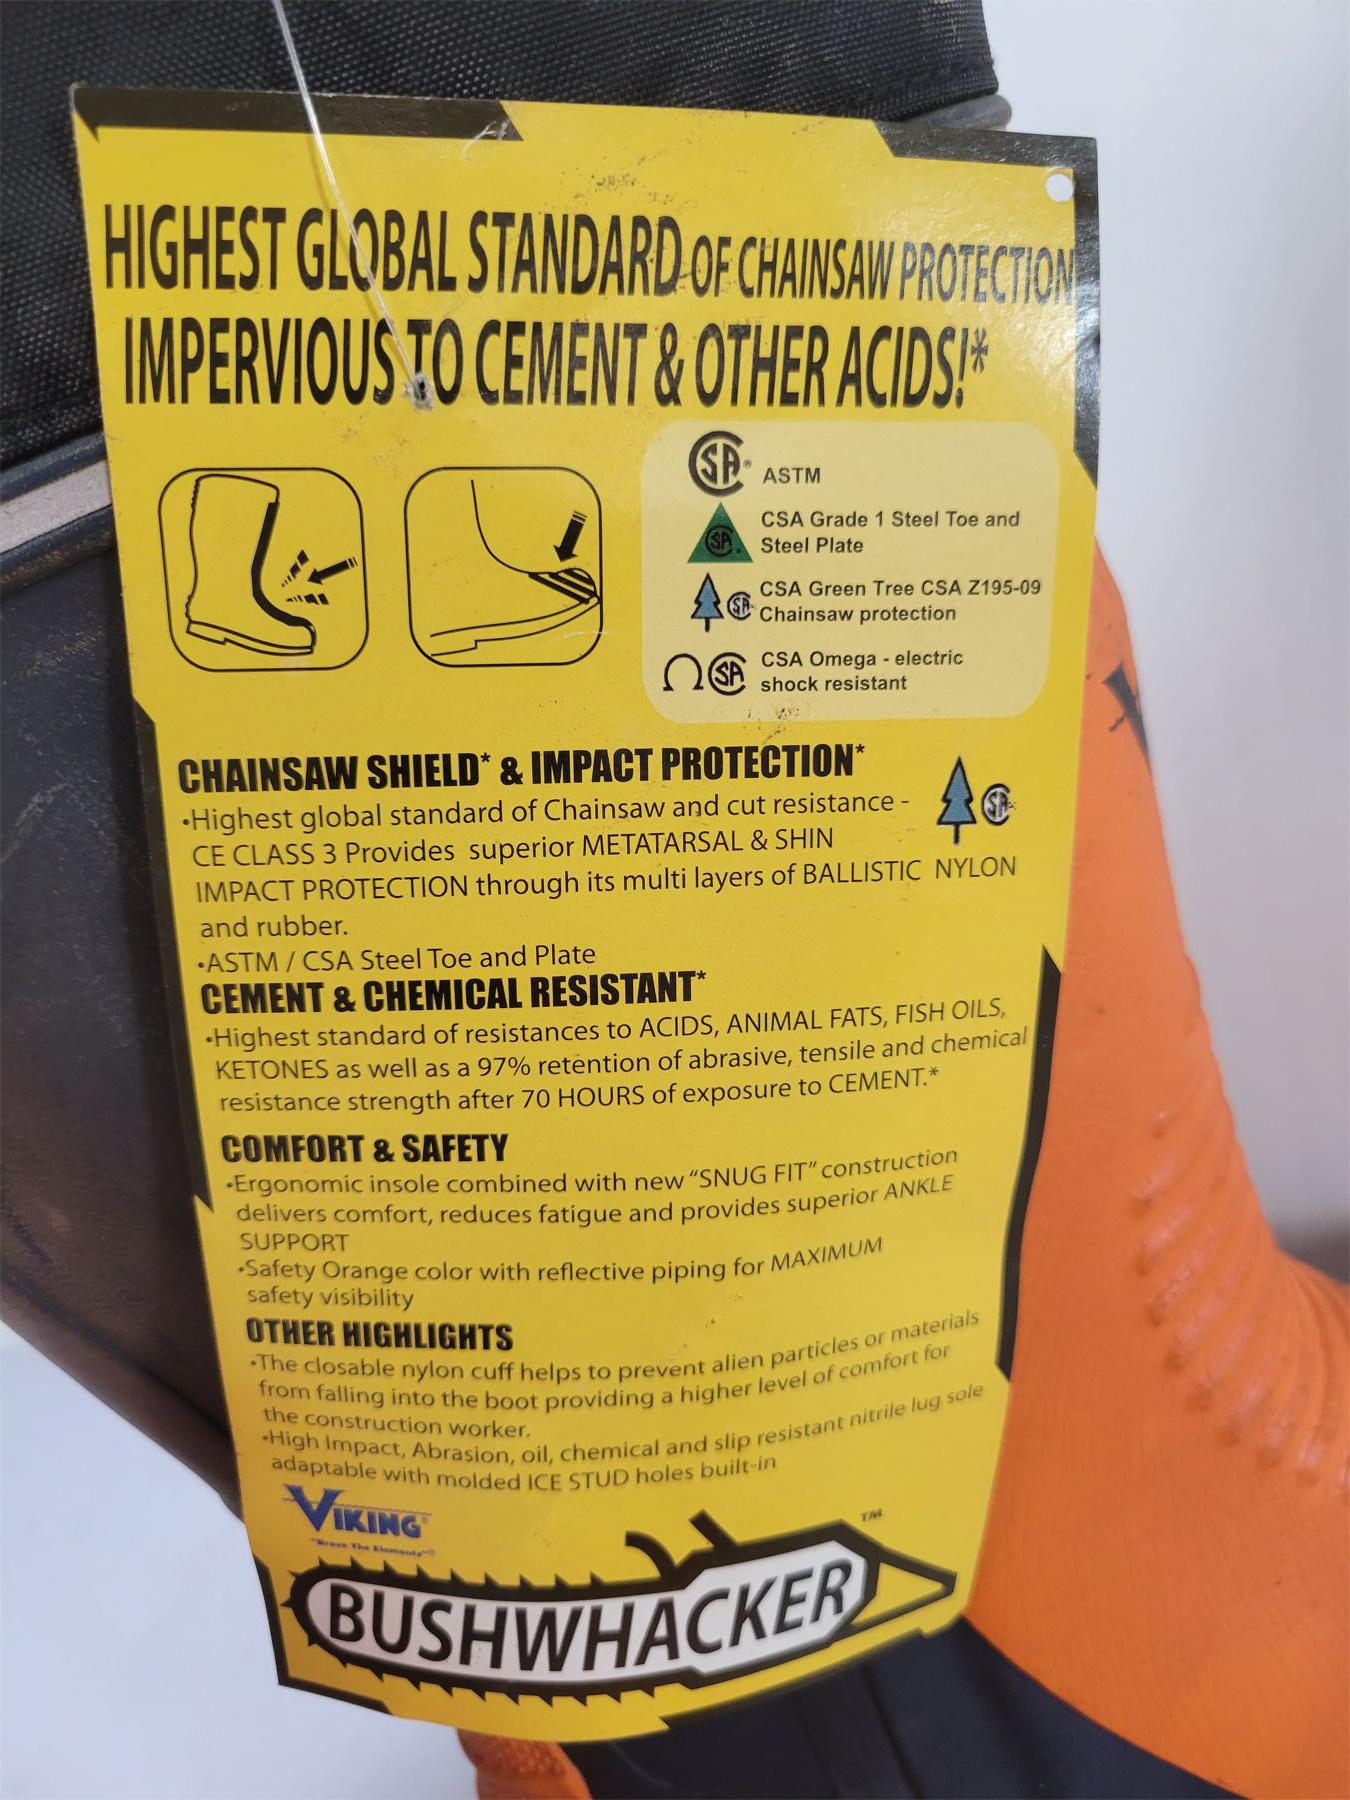 HIGHEST GLOBAL STANDARD OF CHAINSAW PROTECTION
IMPERVIOUS TO CEMENT & OTHER ACIDS!*
CSA® ASTM
CSA Grade 1 Steel Toe and
Steel Plate
CSA Green Tree CSA Z195-09
Chainsaw protection
CSA Omega - electric
shock resistant
CHAINSAW SHIELD* & IMPACT PROTECTION*
•Highest global standard of Chainsaw and cut resistance -
CE CLASS 3 Provides superior METATARSAL & SHIN
IMPACT PROTECTION through its multi layers of BALLISTIC NYLON
and rubber.
•ASTM / CSA Steel Toe and Plate
CEMENT & CHEMICAL RESISTANT*
•Highest standard of resistances to ACIDS, ANIMAL FATS, FISH OILS,
KETONES as well as a 97% retention of abrasive, tensile and chemical
resistance strength after 70 HOURS of exposure to CEMENT.*
COMFORT & SAFETY
•Ergonomic insole combined with new “SNUG FIT” construction
delivers comfort, reduces fatigue and provides superior ANKLE
SUPPORT
•Safety Orange color with reflective piping for MAXIMUM
safety visibility
OTHER HIGHLIGHTS
•The closable nylon cuff helps to prevent alien particles or materials
from falling into the boot providing a higher level of comfort for
the construction worker.
•High Impact, Abrasion, oil, chemical and slip resistant nitrile lug sole
adaptable with molded ICE STUD holes built-in
VIKING®
"Brave The Elements"®
BUSHWHACKER™